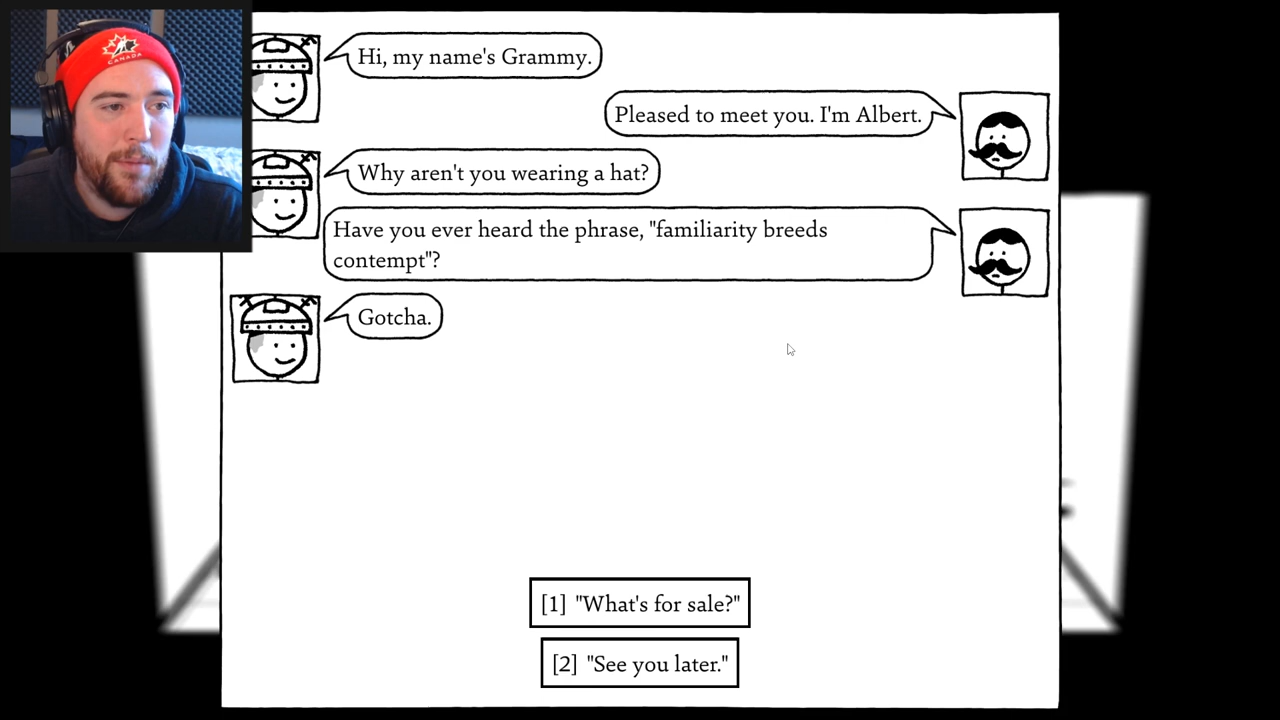 CANADA
Hi, my name's Grammy.
Pleased to meet you. I'm Albert.
Why aren't you wearing a hat?
Have you ever heard the phrase, "familiarity breeds
contempt"?
Gotcha.
[1] "What's for sale?"
[2] "See you later."